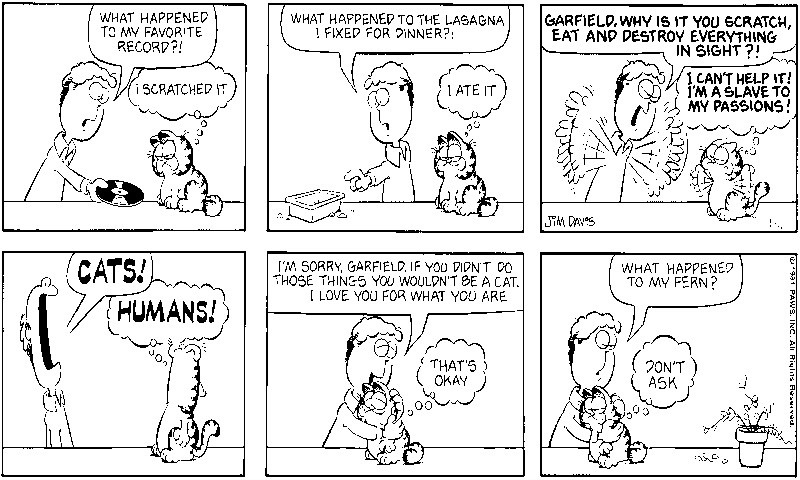 WHAT HAPPENED
TO MY FAVORITE
RECORD?!
I SCRATCHED IT
WHAT HAPPENED TO THE LASAGNA
I FIXED FOR DINNER?!
I ATE IT
GARFIELD, WHY IS IT YOU SCRATCH,
EAT AND DESTROY EVERYTHING
IN SIGHT?!
I CAN'T HELP IT!
I'M A SLAVE TO
MY PASSIONS!
JIM DAVIS
CATS!
HUMANS!
I'M SORRY, GARFIELD. IF YOU DIDN'T DO
THOSE THINGS YOU WOULDN'T BE A CAT.
I LOVE YOU FOR WHAT YOU ARE
THAT'S
OKAY
WHAT HAPPENED
TO MY FERN?
DON'T
ASK
PAWS, INC. All Rights Reserved.